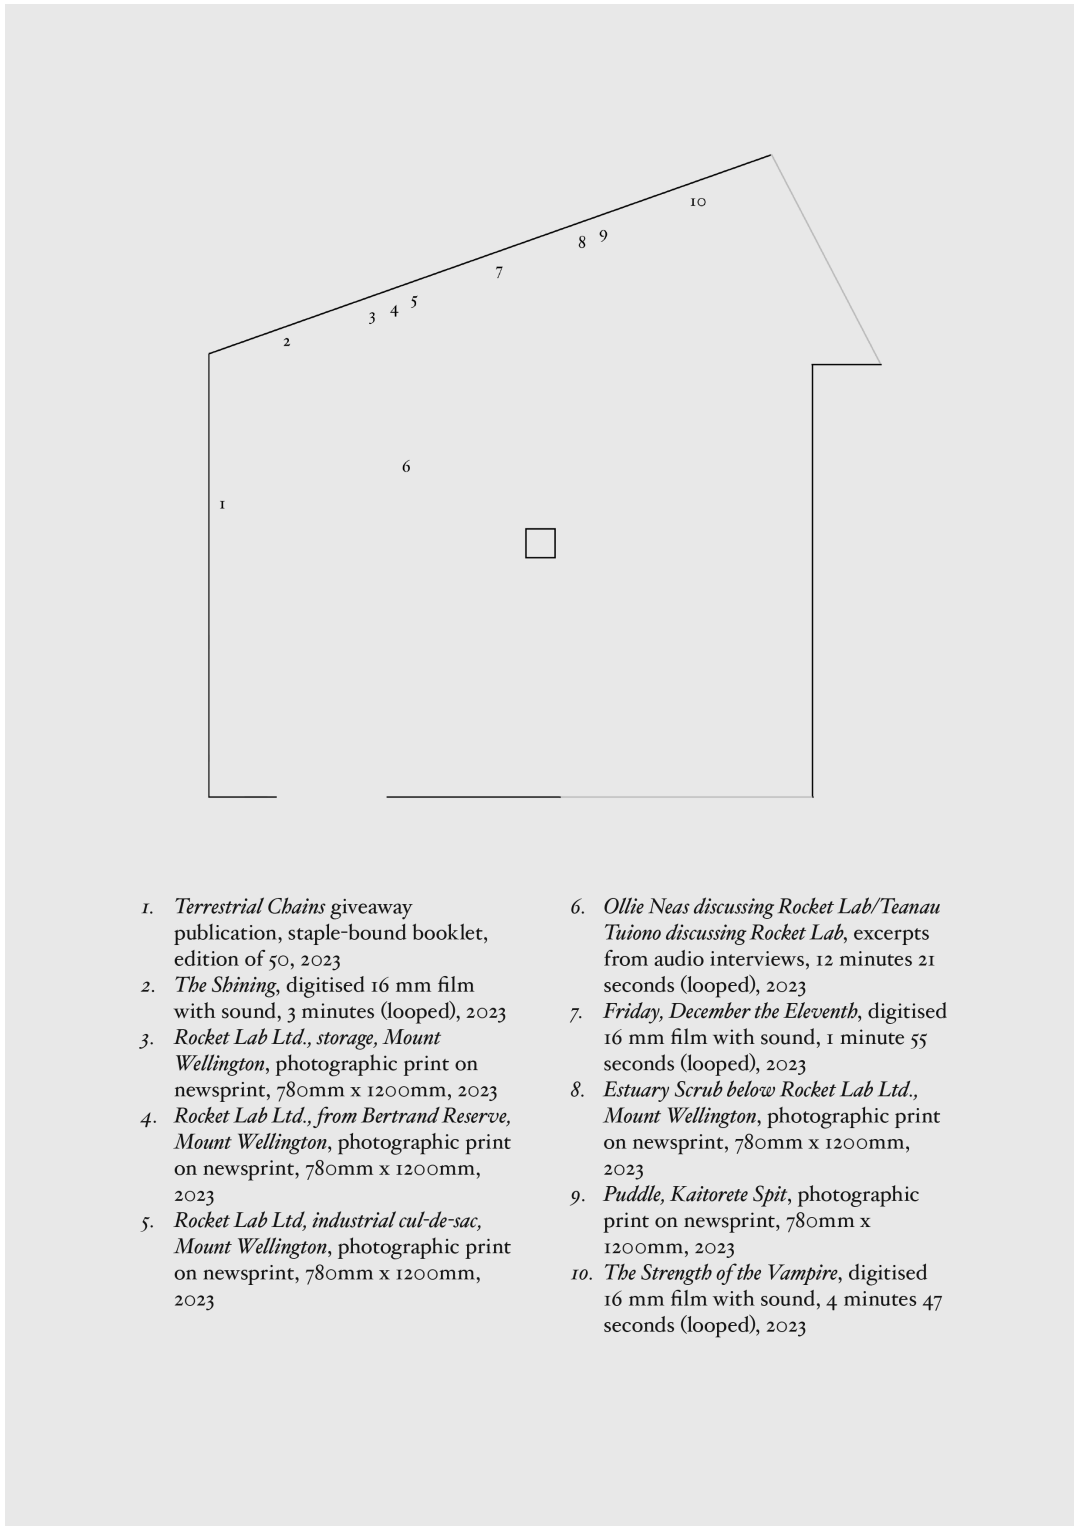 10
8 9
7
3 4 5
2
6
1
1. Terrestrial Chains giveaway
publication, staple-bound booklet,
edition of 50, 2023
2. The Shining, digitised 16 mm film
with sound, 3 minutes (looped), 2023
3. Rocket Lab Ltd., storage, Mount
Wellington, photographic print on
newsprint, 780mm x 1200mm, 2023
4. Rocket Lab Ltd., from Bertrand Reserve,
Mount Wellington, photographic print
on newsprint, 780mm x 1200mm,
2023
5. Rocket Lab Ltd, industrial cul-de-sac,
Mount Wellington, photographic print
on newsprint, 780mm x 1200mm,
2023
6. Ollie Neas discussing Rocket Lab/Teanau
Tuiono discussing Rocket Lab, excerpts
from audio interviews, 12 minutes 21
seconds (looped), 2023
7. Friday, December the Eleventh, digitised
16 mm film with sound, 1 minute 55
seconds (looped), 2023
8. Estuary Scrub below Rocket Lab Ltd.,
Mount Wellington, photographic print
on newsprint, 780mm x 1200mm,
2023
9. Puddle, Kaitorete Spit, photographic
print on newsprint, 780mm x
1200mm, 2023
10. The Strength of the Vampire, digitised
16 mm film with sound, 4 minutes 47
seconds (looped), 2023